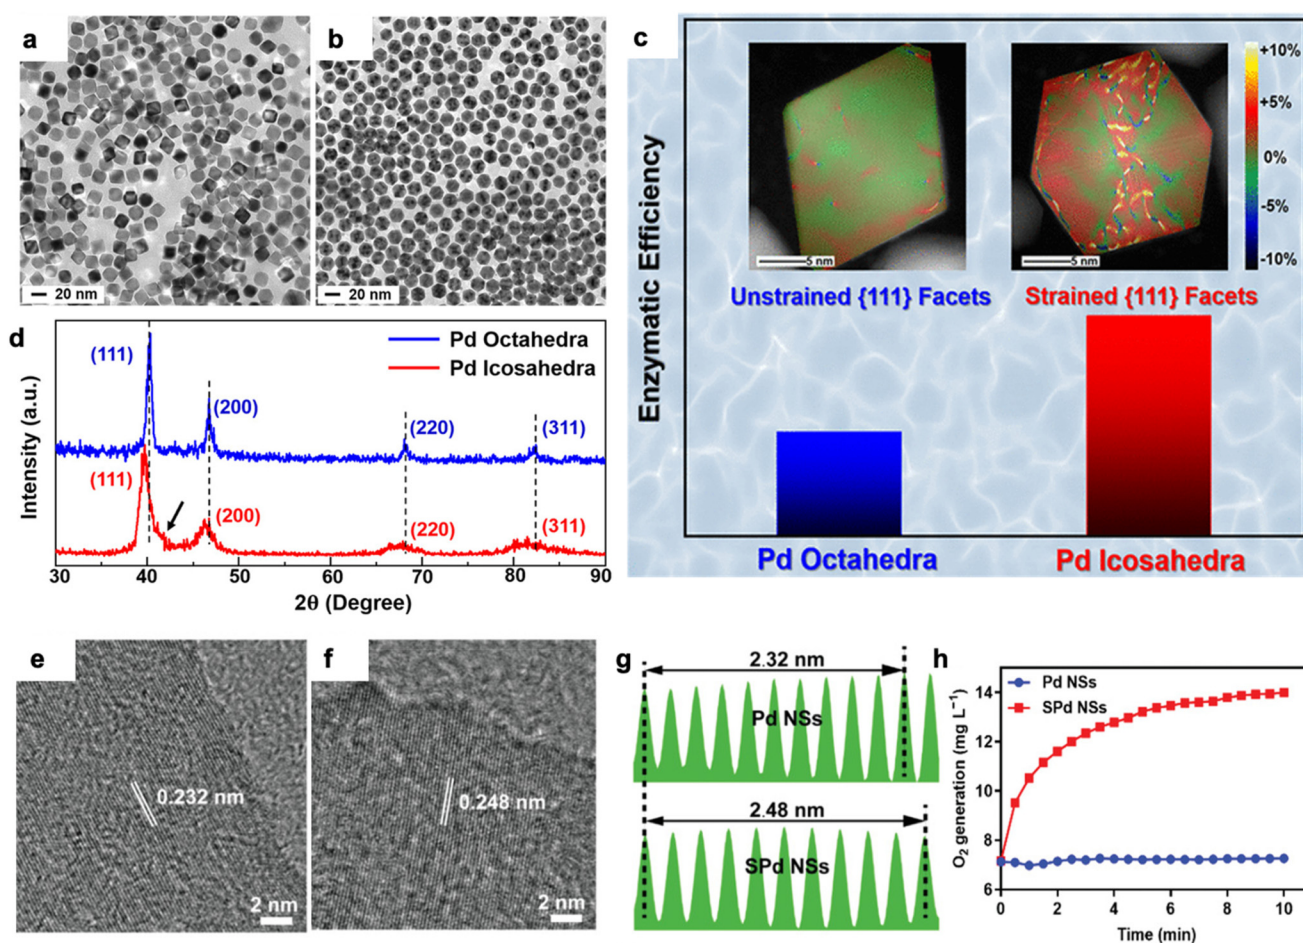 a
20 nm
b
20 nm
c
Enzymatic Efficiency
5 nm
5 nm
+10%
+5%
0%
-5%
-10%
Unstrained {111} Facets
Strained {111} Facets
Pd Octahedra
Pd Icosahedra
d
Intensity (a.u.)
Pd Octahedra
Pd Icosahedra
(111)
(200)
(220)
(311)
(111)
(200)
(220)
(311)
30 40 50 60 70 80 90
2θ (Degree)
e
0.232 nm
2 nm
f
0.248 nm
2 nm
g
2.32 nm
Pd NSs
2.48 nm
SPd NSs
h
O₂ generation (mg L⁻¹)
Pd NSs
SPd NSs
14
12
10
8
6
0 2 4 6 8 10
Time (min)